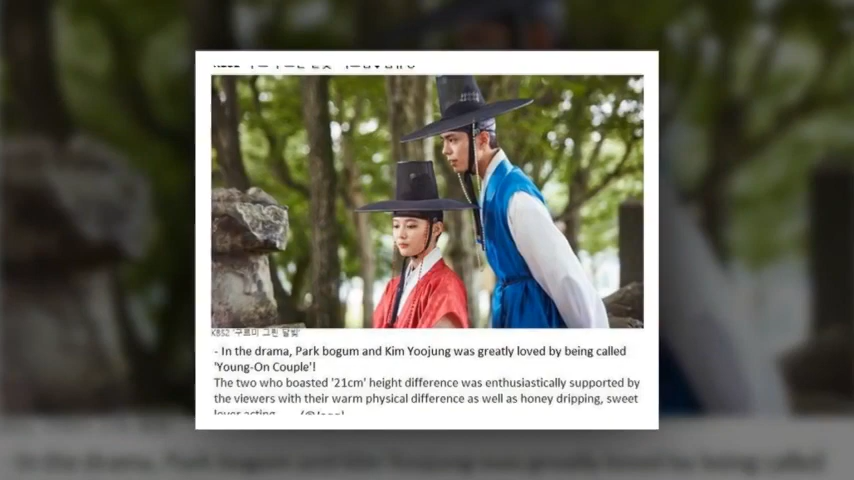 KBS2 '구르미 그린 달빛'
- In the drama, Park bogum and Kim Yoojung was greatly loved by being called
'Young-On Couple'!
The two who boasted '21cm' height difference was enthusiastically supported by
the viewers with their warm physical difference as well as honey dripping, sweet
lover acting.